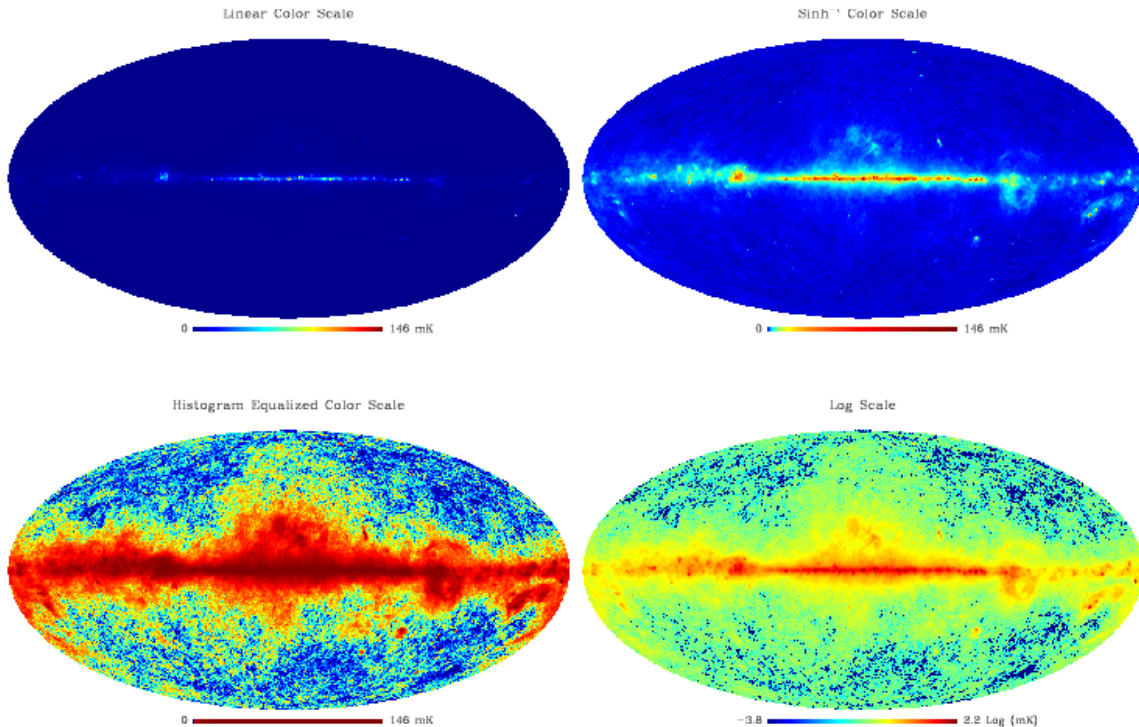 Linear Color Scale
Sinh⁻¹ Color Scale
0 146 mK
0 146 mK
Histogram Equalized Color Scale
Log Scale
0 146 mK
−3.8 2.2 Log (mK)